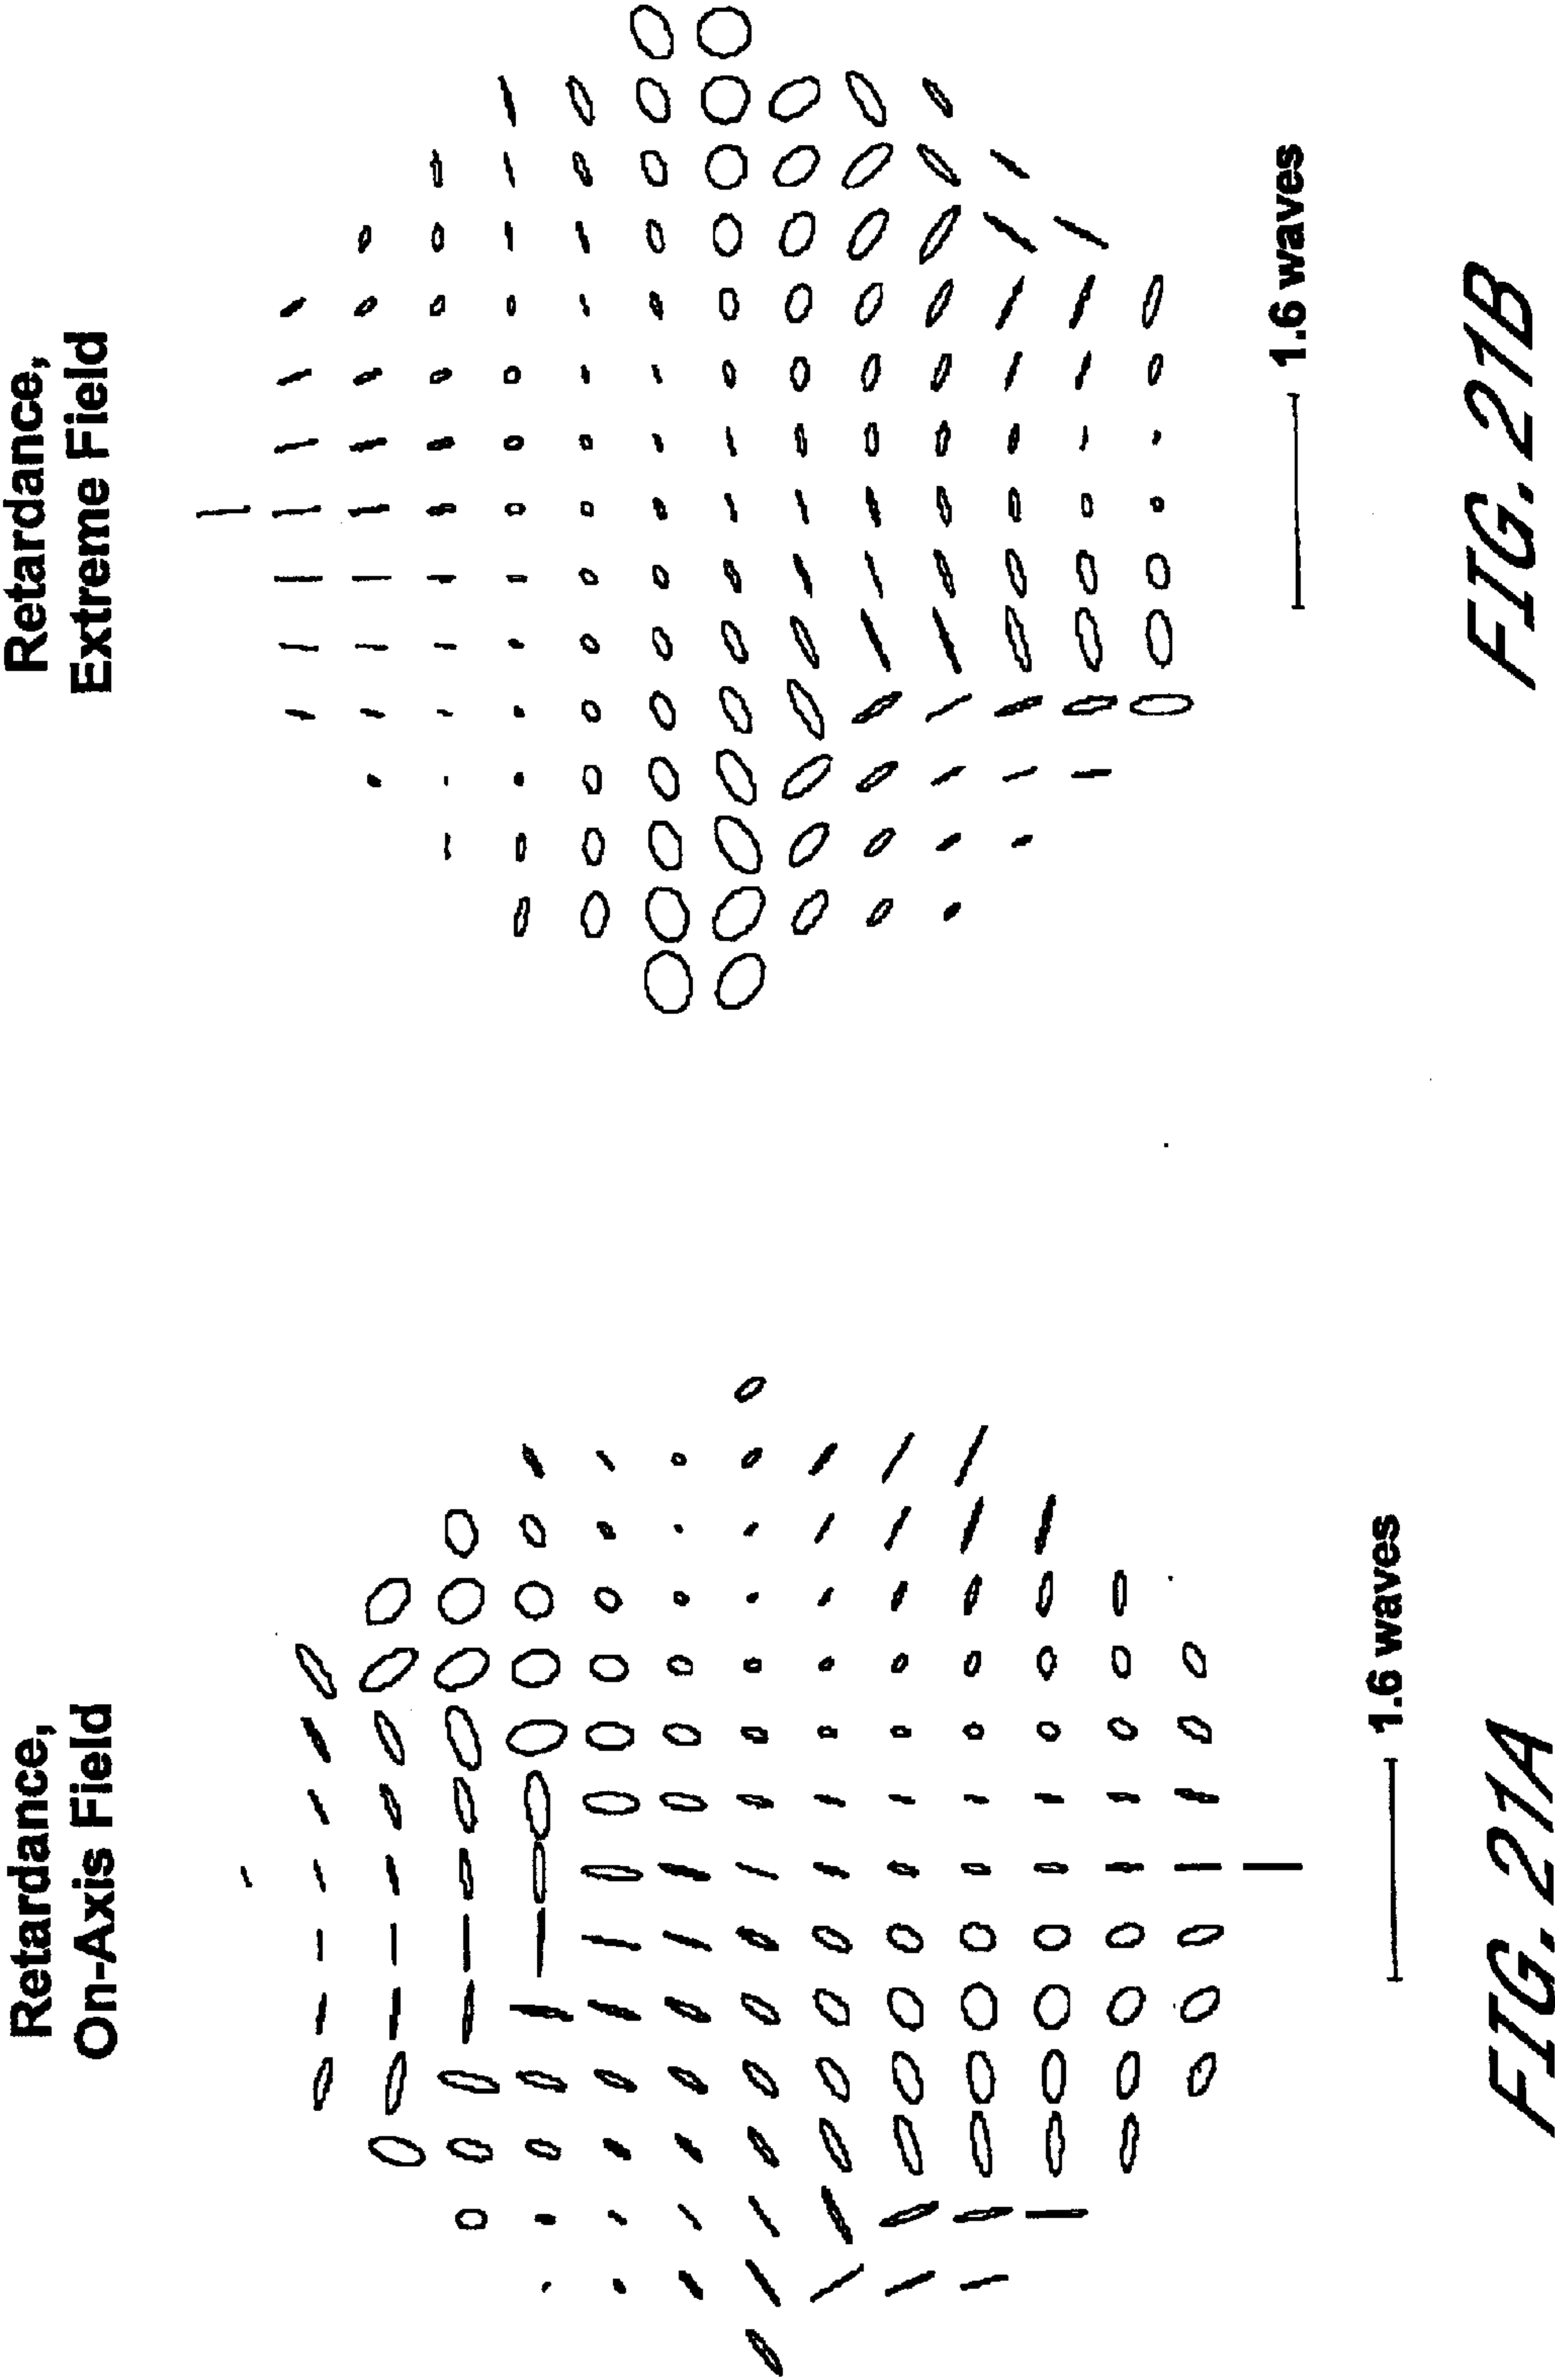 Retardance,
On-Axis Field
1.6 waves
FIG. 21A
Retardance,
Extreme Field
1.6 waves
FIG. 21B